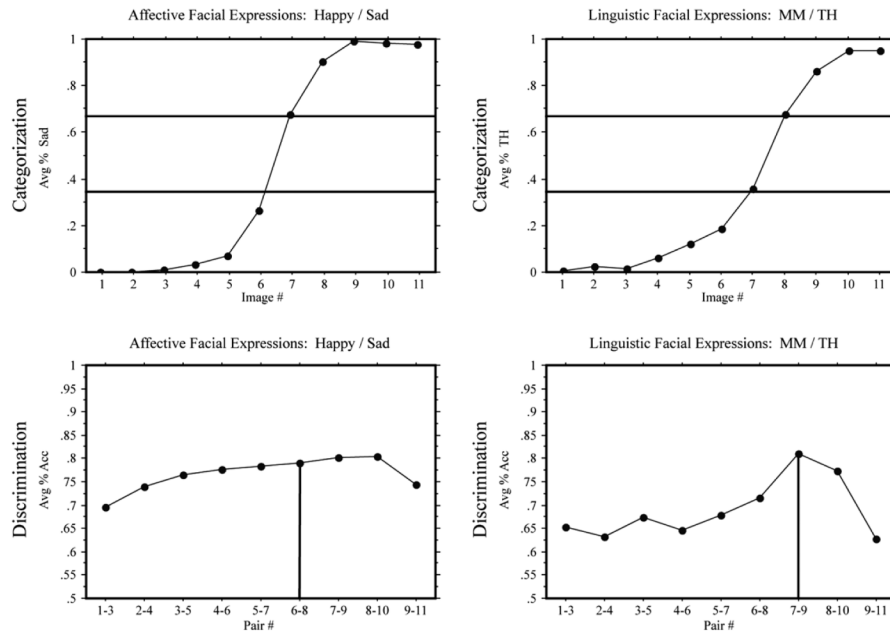 Affective Facial Expressions: Happy / Sad
Categorization
Avg % Sad
1
.8
.6
.4
.2
0
1 2 3 4 5 6 7 8 9 10 11
Image #
Linguistic Facial Expressions: MM / TH
Categorization
Avg % TH
1
.8
.6
.4
.2
0
1 2 3 4 5 6 7 8 9 10 11
Image #
Affective Facial Expressions: Happy / Sad
Discrimination
Avg % Acc
1
.95
.9
.85
.8
.75
.7
.65
.6
.55
.5
1-3 2-4 3-5 4-6 5-7 6-8 7-9 8-10 9-11
Pair #
Linguistic Facial Expressions: MM / TH
Discrimination
Avg % Acc
1
.95
.9
.85
.8
.75
.7
.65
.6
.55
.5
1-3 2-4 3-5 4-6 5-7 6-8 7-9 8-10 9-11
Pair #